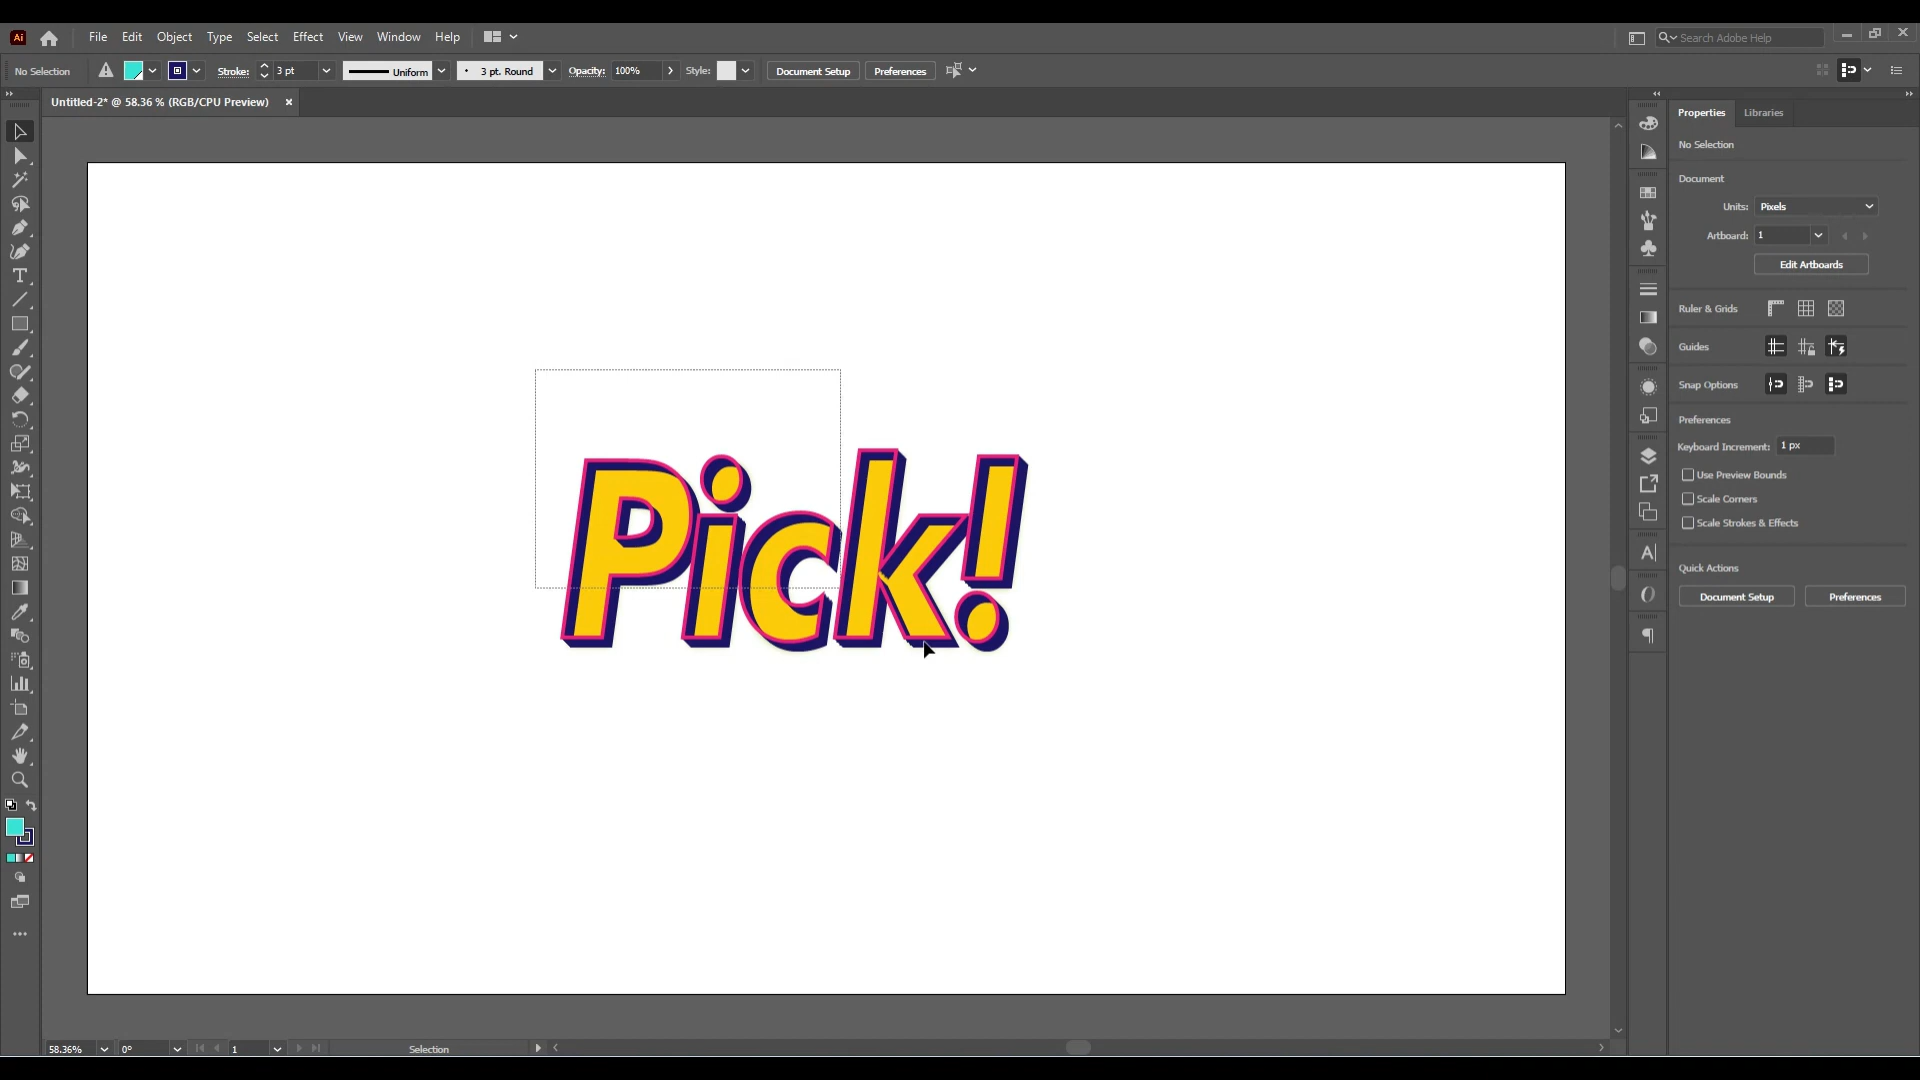 Ai File Edit Object Type Select Effect View Window Help Search Adobe Help
No Selection Stroke: 3 pt Uniform 3 pt. Round Opacity: 100% Style: Document Setup Preferences
Untitled-2* @ 58.36 % (RGB/CPU Preview) ×
Properties Libraries
No Selection
Document
Units: Pixels
Artboard: 1
Edit Artboards
Ruler & Grids
Guides
Snap Options
Preferences
Keyboard Increment: 1 px
Use Preview Bounds
Scale Corners
Scale Strokes & Effects
Quick Actions
Document Setup Preferences
Pick!
58.36% 0° 1 Selection